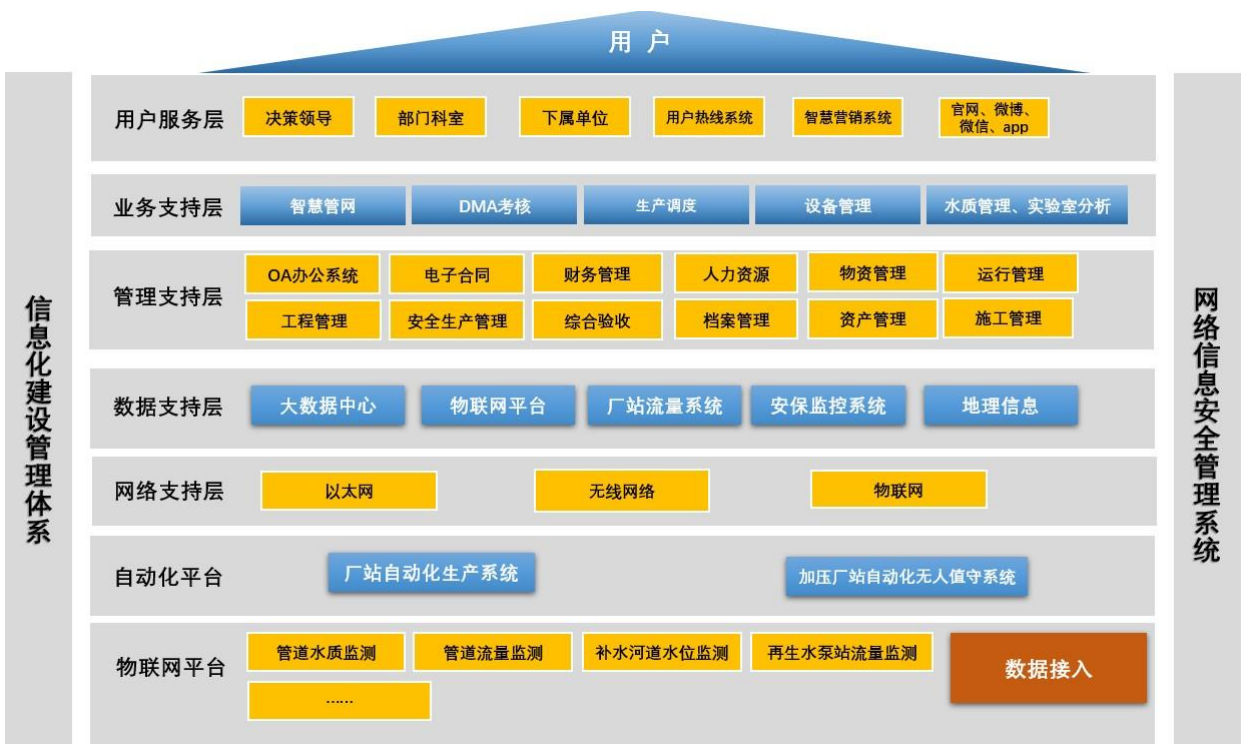 用 户
用户服务层
决策领导
部门科室
下属单位
用户热线系统
智慧营销系统
官网、微博、
微信、app
业务支持层
智慧管网
DMA考核
生产调度
设备管理
水质管理、实验室分析
管理支持层
OA办公系统
电子合同
财务管理
人力资源
物资管理
运行管理
工程管理
安全生产管理
综合验收
档案管理
资产管理
施工管理
数据支持层
大数据中心
物联网平台
厂站流量系统
安保监控系统
地理信息
网络支持层
以太网
无线网络
物联网
自动化平台
厂站自动化生产系统
加压厂站自动化无人值守系统
物联网平台
管道水质监测
管道流量监测
补水河道水位监测
再生水泵站流量监测
......
数据接入
信息化建设管理体系
网络信息安全管理系统